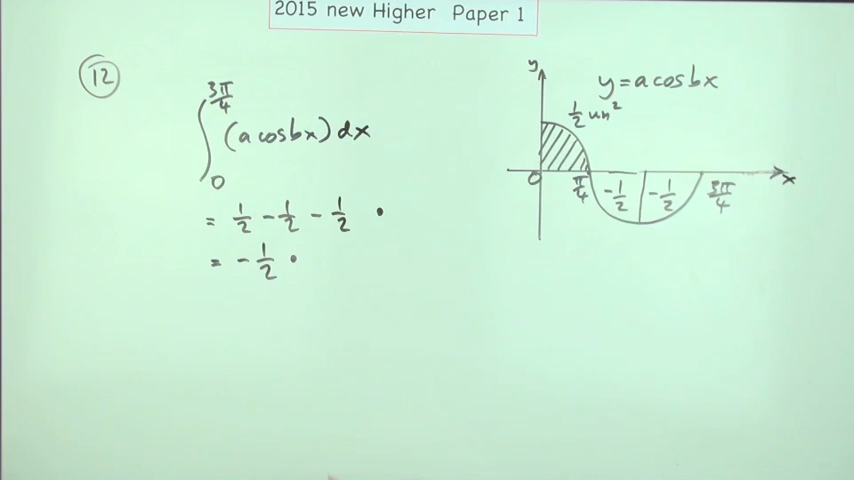 2015 new Higher Paper 1
12
∫₀^{3π/4} (a cos bx) dx
= 1/2 - 1/2 - 1/2 .
= - 1/2 .
y
y = a cos bx
1/2 un²
0
π/4
-1/2
-1/2
3π/4
x